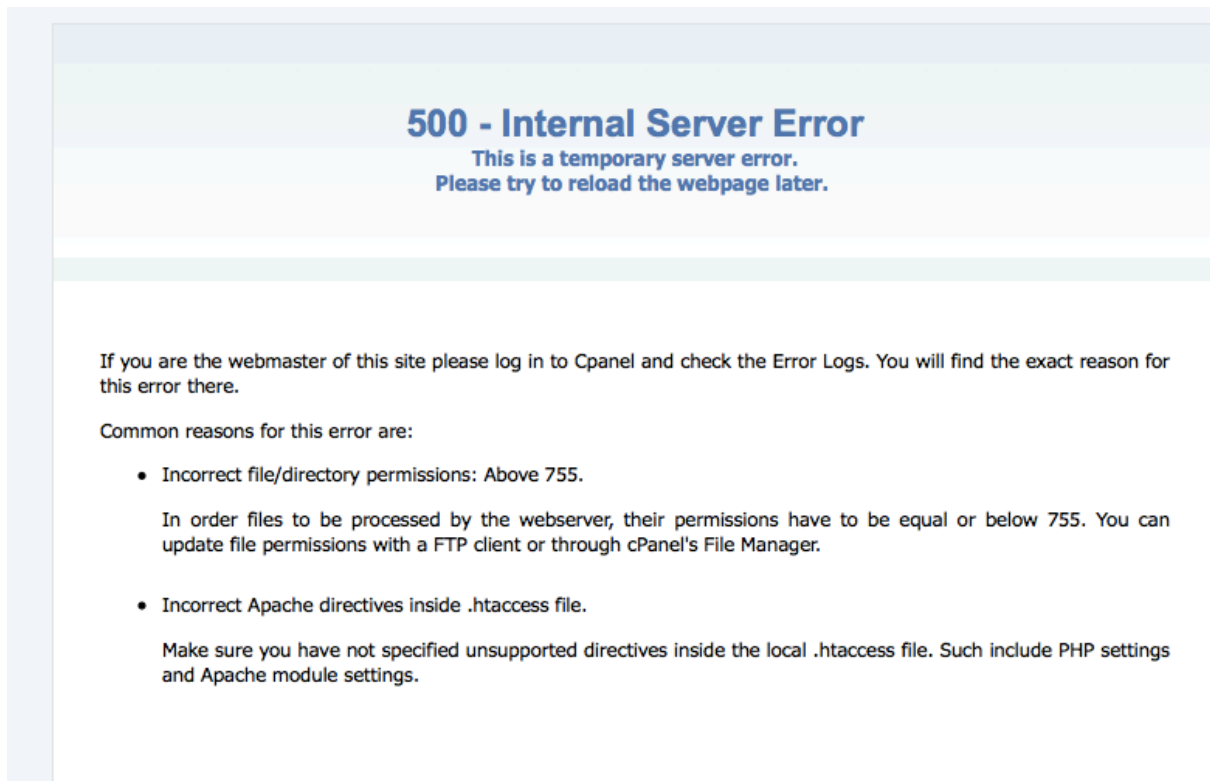 500 - Internal Server Error
This is a temporary server error.
Please try to reload the webpage later.
If you are the webmaster of this site please log in to Cpanel and check the Error Logs. You will find the exact reason for
this error there.
Common reasons for this error are:
• Incorrect file/directory permissions: Above 755.
In order files to be processed by the webserver, their permissions have to be equal or below 755. You can
update file permissions with a FTP client or through cPanel's File Manager.
• Incorrect Apache directives inside .htaccess file.
Make sure you have not specified unsupported directives inside the local .htaccess file. Such include PHP settings
and Apache module settings.